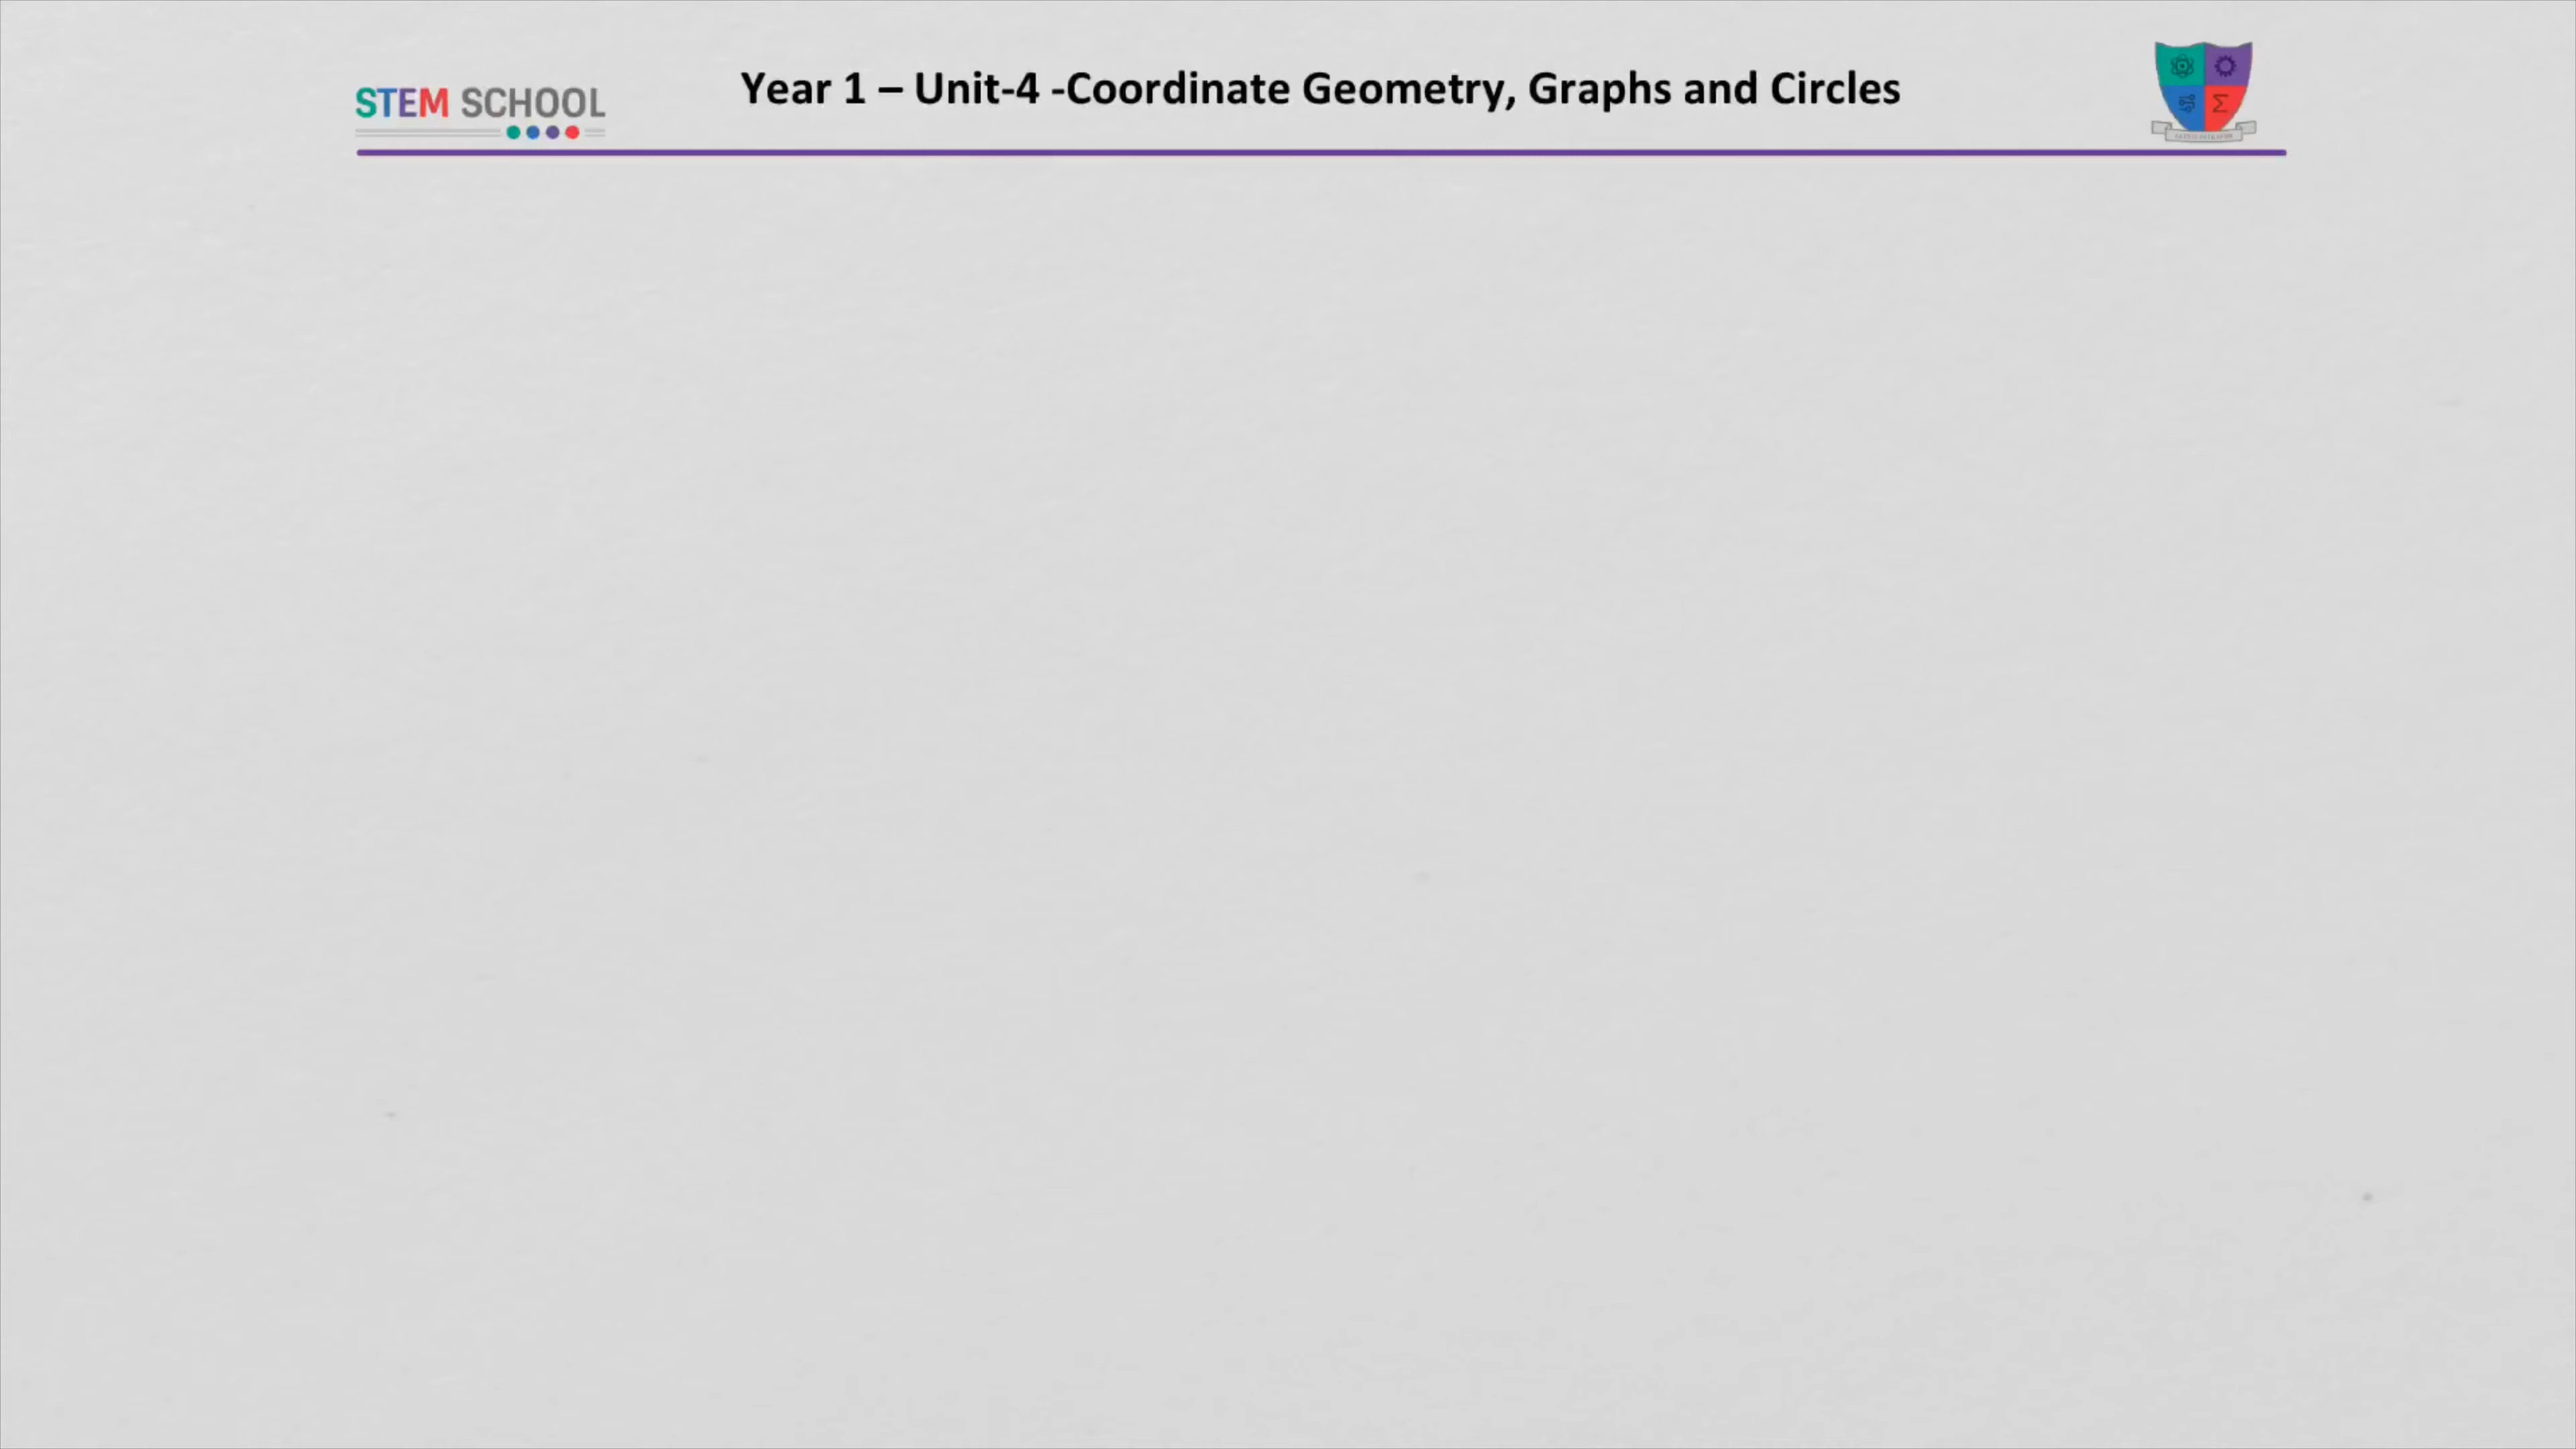 STEM SCHOOL
Year 1 – Unit-4 -Coordinate Geometry, Graphs and Circles